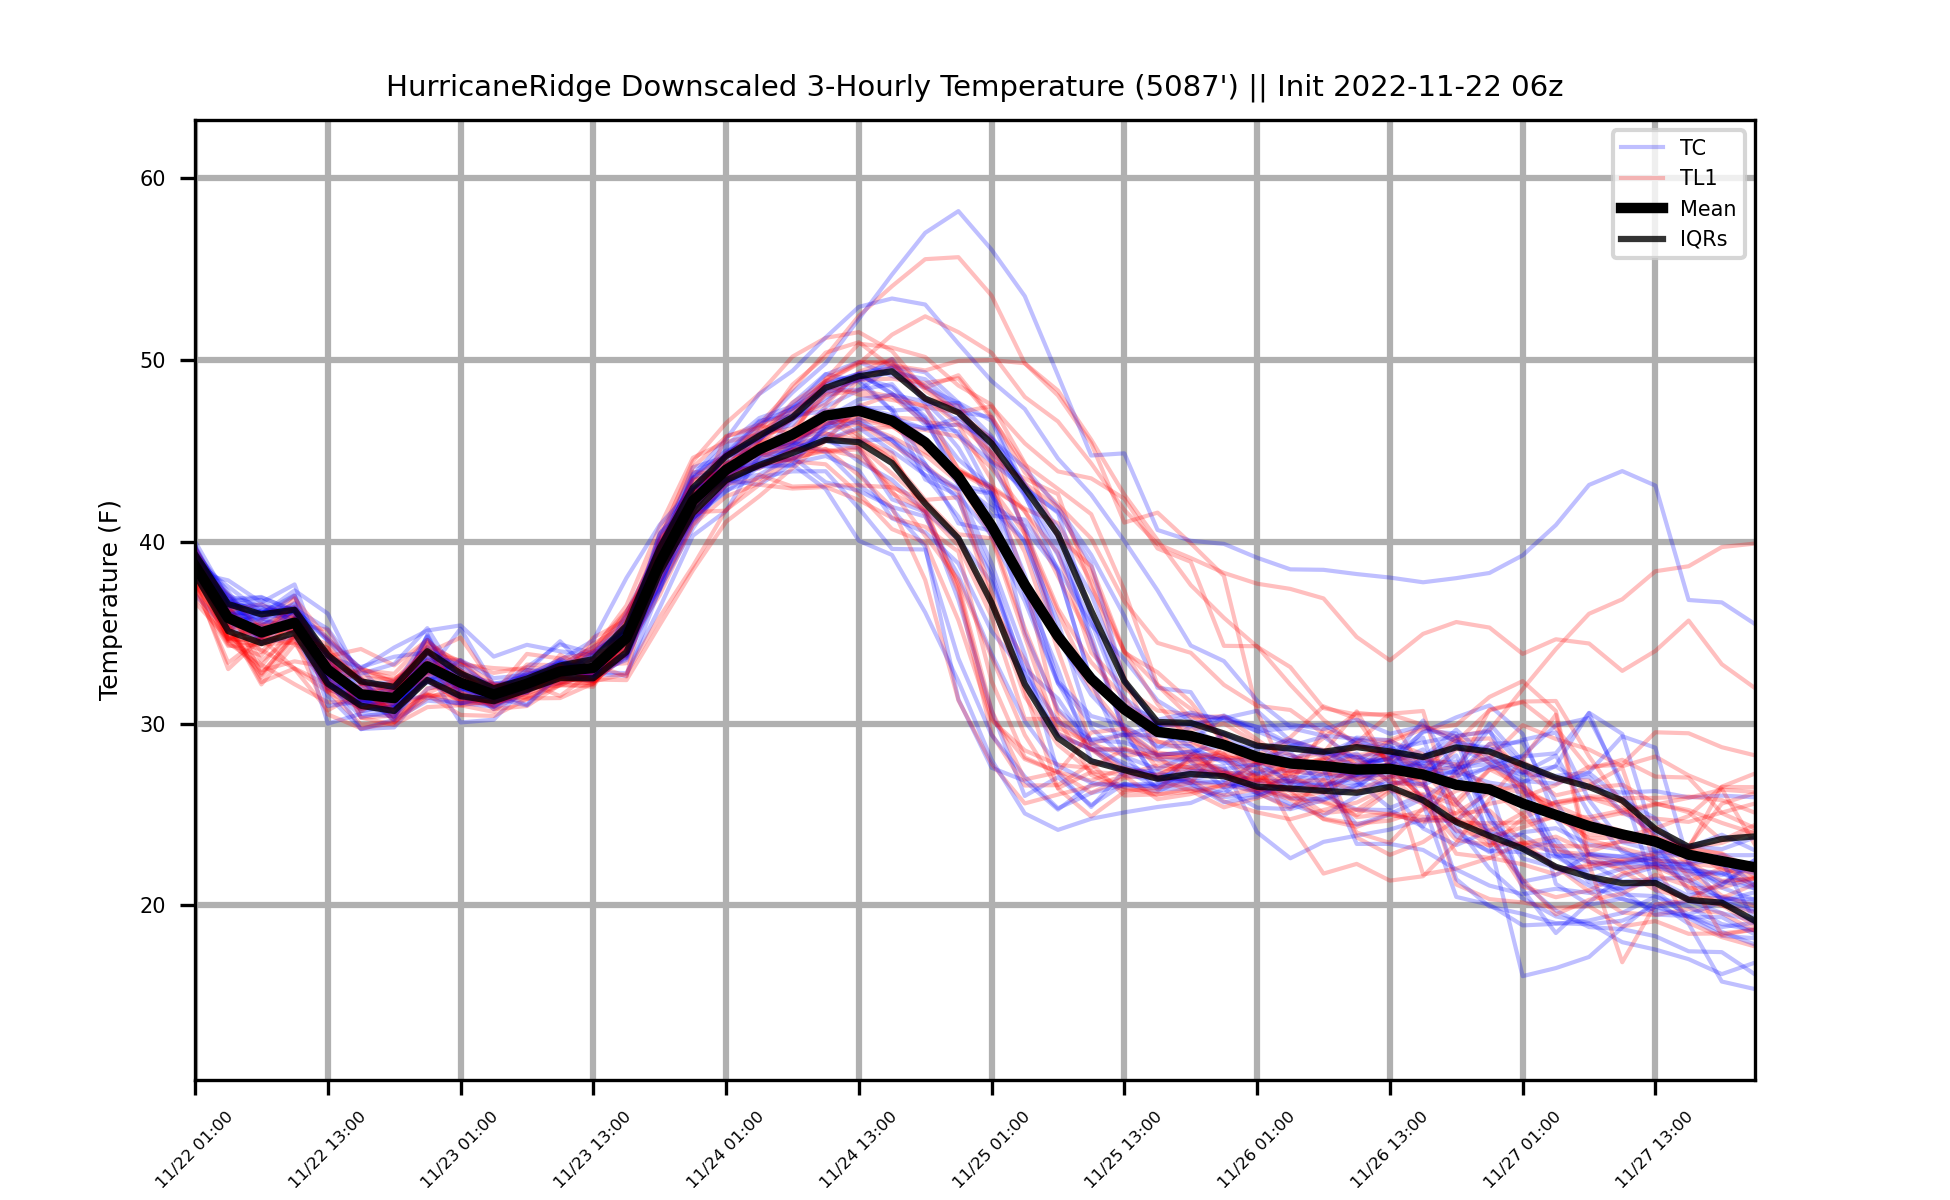 HurricaneRidge Downscaled 3-Hourly Temperature (5087') || Init 2022-11-22 06z
TC
TL1
Mean
IQRs
Temperature (F)
60
50
40
30
20
11/22 01:00
11/22 13:00
11/23 01:00
11/23 13:00
11/24 01:00
11/24 13:00
11/25 01:00
11/25 13:00
11/26 01:00
11/26 13:00
11/27 01:00
11/27 13:00